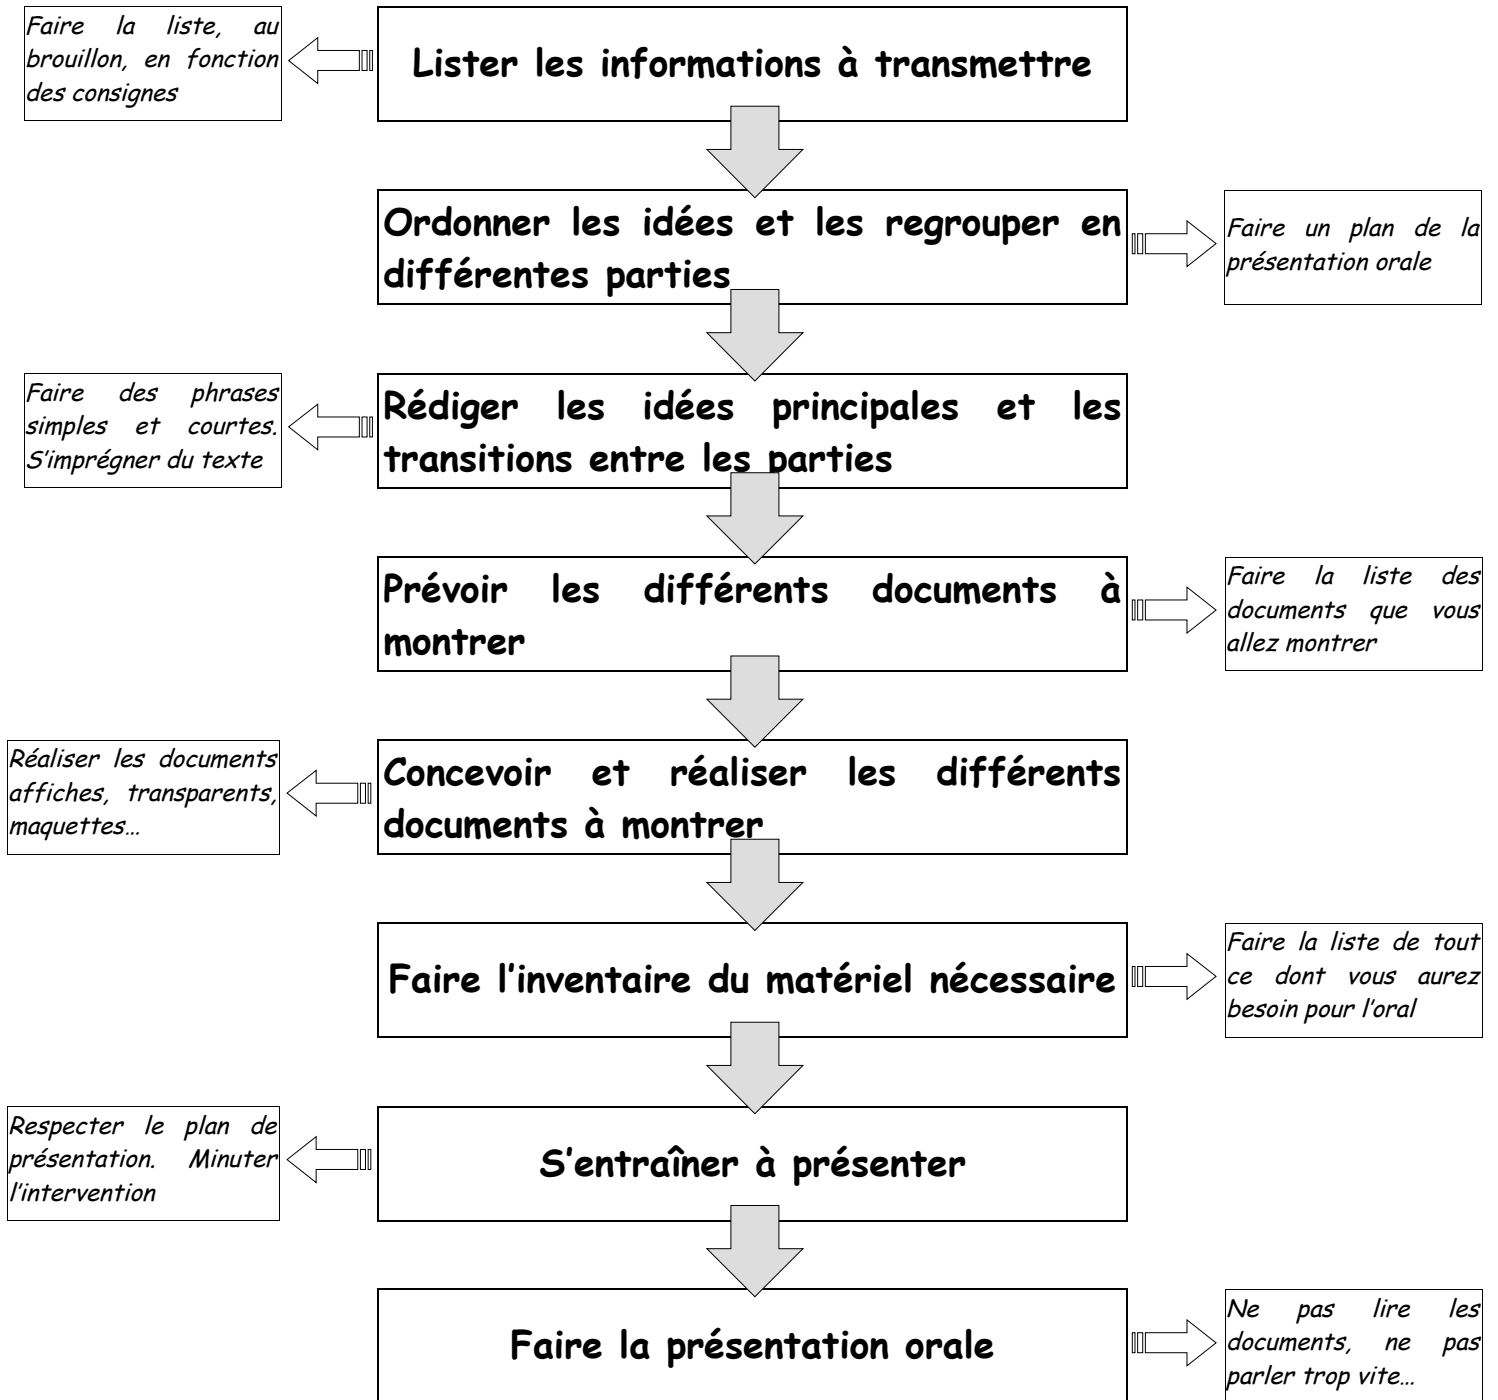 Faire la liste, au
brouillon, en fonction
des consignes
Lister les informations à transmettre
Ordonner les idées et les regrouper en
différentes parties
Faire un plan de la
présentation orale
Faire des phrases
simples et courtes.
S'imprégner du texte
Rédiger les idées principales et les
transitions entre les parties
Prévoir les différents documents à
montrer
Faire la liste des
documents que vous
allez montrer
Réaliser les documents
affiches, transparents,
maquettes…
Concevoir et réaliser les différents
documents à montrer
Faire l'inventaire du matériel nécessaire
Faire la liste de tout
ce dont vous aurez
besoin pour l'oral
Respecter le plan de
présentation. Minuter
l'intervention
S'entraîner à présenter
Faire la présentation orale
Ne pas lire les
documents, ne pas
parler trop vite…